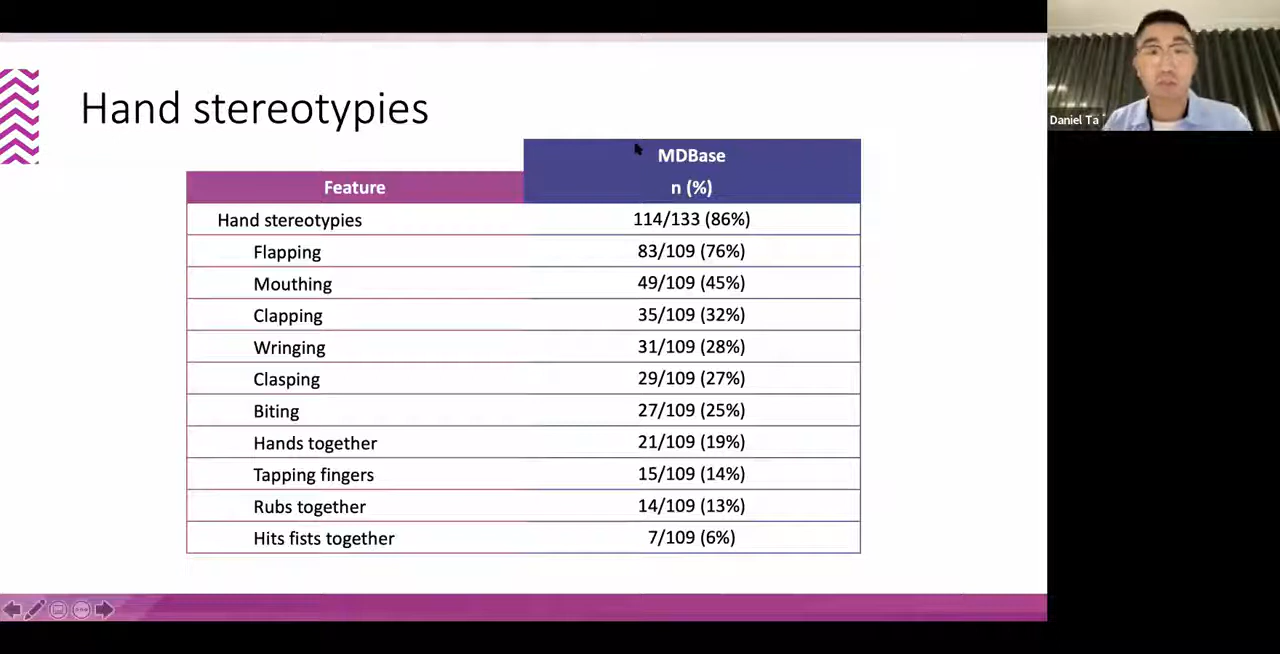 Hand stereotypies
MDBase
n (%)
Feature
Hand stereotypies 114/133 (86%)
Flapping 83/109 (76%)
Mouthing 49/109 (45%)
Clapping 35/109 (32%)
Wringing 31/109 (28%)
Clasping 29/109 (27%)
Biting 27/109 (25%)
Hands together 21/109 (19%)
Tapping fingers 15/109 (14%)
Rubs together 14/109 (13%)
Hits fists together 7/109 (6%)
Daniel Ta